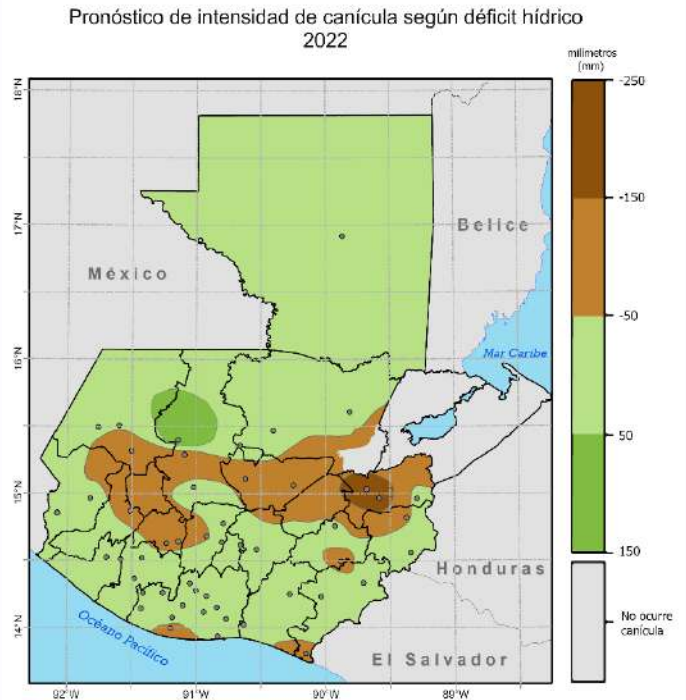 Pronóstico de intensidad de canícula según déficit hídrico
2022
milimetros
(mm)
-250
-150
-50
50
150
No ocurre
canícula
18°N
17°N
16°N
15°N
14°N
92°W
91°W
90°W
89°W
Belice
México
Mar Caribe
Honduras
Océano Pacífico
El Salvador